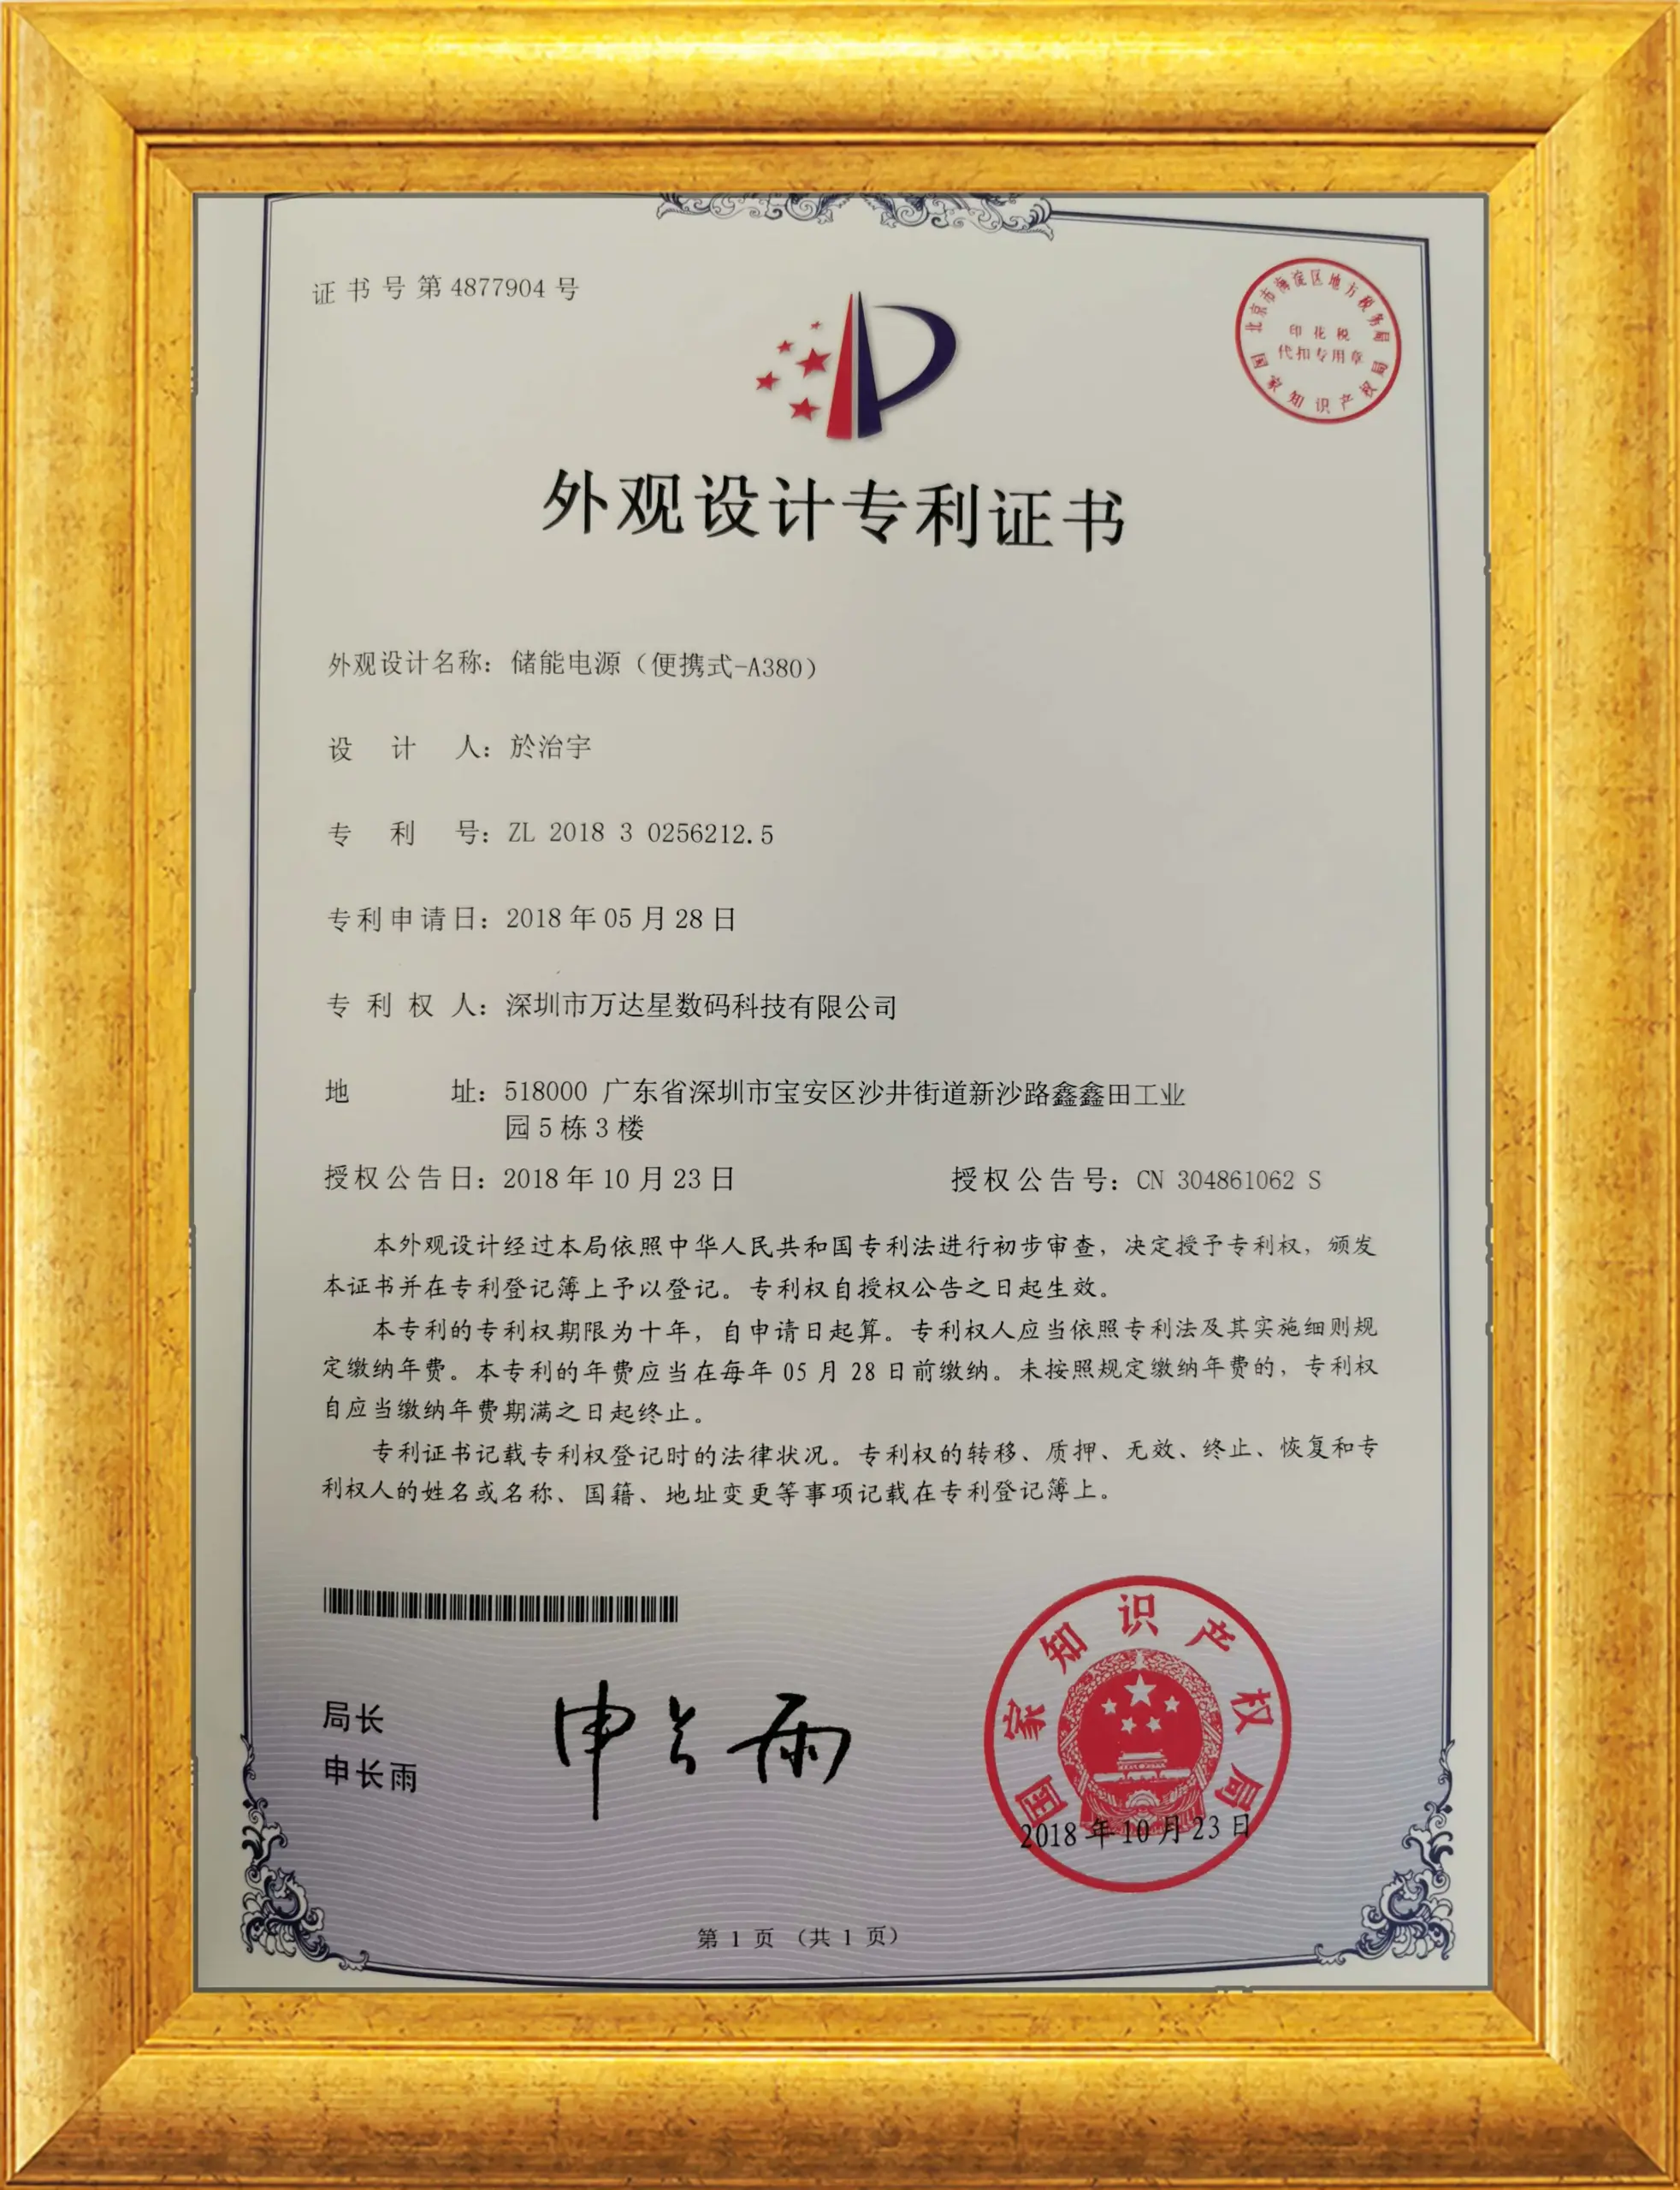 证书号第4877904号
北京市海淀区地方税务局
印花税
代扣专用章
国家知识产权局
外观设计专利证书
外观设计名称：储能电源（便携式-A380）
设计人：於治宇
专利号：ZL 2018 3 0256212.5
专利申请日：2018年05月28日
专利权人：深圳市万达星数码科技有限公司
地址：518000 广东省深圳市宝安区沙井街道新沙路鑫鑫田工业
园5栋3楼
授权公告日：2018年10月23日 授权公告号：CN 304861062 S
本外观设计经过本局依照中华人民共和国专利法进行初步审查，决定授予专利权，颁发
本证书并在专利登记簿上予以登记。专利权自授权公告之日起生效。
本专利的专利权期限为十年，自申请日起算。专利权人应当依照专利法及其实施细则规
定缴纳年费。本专利的年费应当在每年05月28日前缴纳。未按照规定缴纳年费的，专利权
自应当缴纳年费期满之日起终止。
专利证书记载专利权登记时的法律状况。专利权的转移、质押、无效、终止、恢复和专
利权人的姓名或名称、国籍、地址变更等事项记载在专利登记簿上。
局长
申长雨
申长雨
国家知识产权局
2018年10月23日
第1页（共1页）